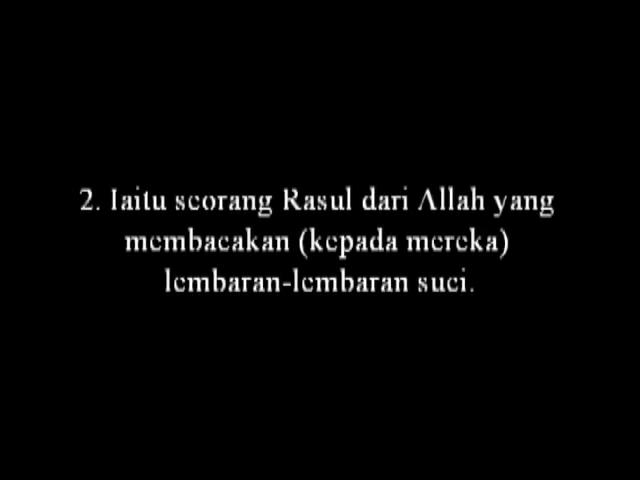 2. Iaitu seorang Rasul dari Allah yang
membacakan (kepada mereka)
lembaran-lembaran suci.